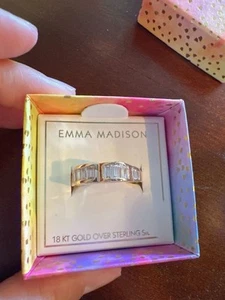 EMMA MADISON
18 KT GOLD OVER STERLING